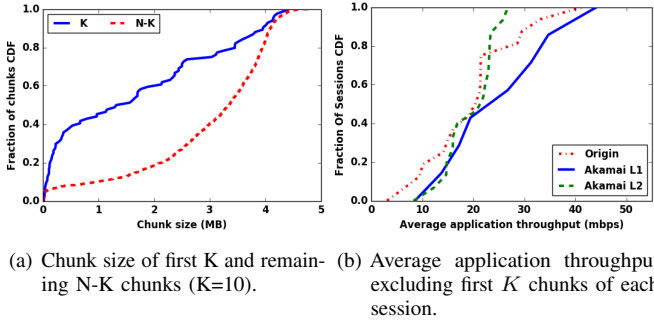 1.0
0.8
0.6
0.4
0.2
0.0
Fraction of chunks CDF
K
N-K
0 1 2 3 4 5
Chunk size (MB)
1.0
0.8
0.6
0.4
0.2
0.0
Fraction Of Sessions CDF
Origin
Akamai L1
Akamai L2
0 10 20 30 40 50
Average application throughput (mbps)
(a) Chunk size of first K and remain-
ing N-K chunks (K=10).
(b) Average application throughput
excluding first K chunks of each
session.